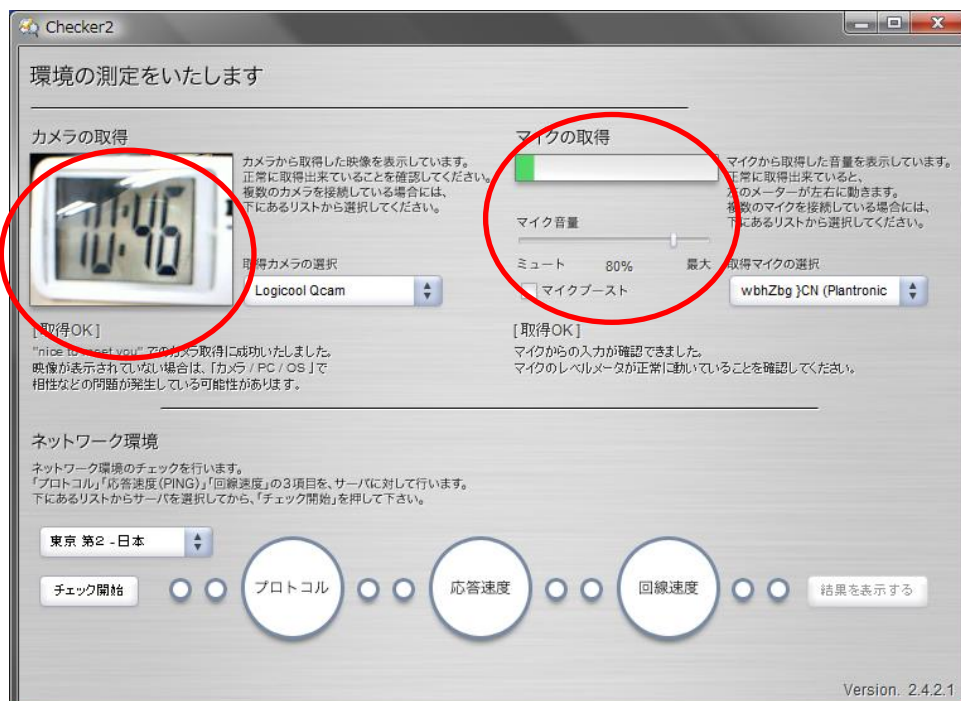 Checker2
環境の測定をいたします
カメラの取得
カメラから取得した映像を表示しています。
正常に取得出来ていることを確認してください。
複数のカメラを接続している場合には、
下にあるリストから選択してください。
取得カメラの選択
Logicool Qcam
[取得OK]
"nice to meet you" でのカメラ取得に成功いたしました。
映像が表示されていない場合は、「カメラ / PC / OS 」で
相性などの問題が発生している可能性があります。
マイクの取得
マイクから取得した音量を表示しています。
正常に取得出来ていると、
左のメーターが左右に動きます。
複数のマイクを接続している場合には、
下にあるリストから選択してください。
マイク音量
ミュート 80% 最大
マイクブースト
取得マイクの選択
wbhZbg }CN (Plantronic
[取得OK]
マイクからの入力が確認できました。
マイクのレベルメータが正常に動いていることを確認してください。
ネットワーク環境
ネットワーク環境のチェックを行います。
「プロトコル」「応答速度(PING)」「回線速度」の3項目を、サーバに対して行います。
下にあるリストからサーバを選択してから、「チェック開始」を押して下さい。
東京 第2 -日本
チェック開始
プロトコル
応答速度
回線速度
結果を表示する
Version. 2.4.2.1